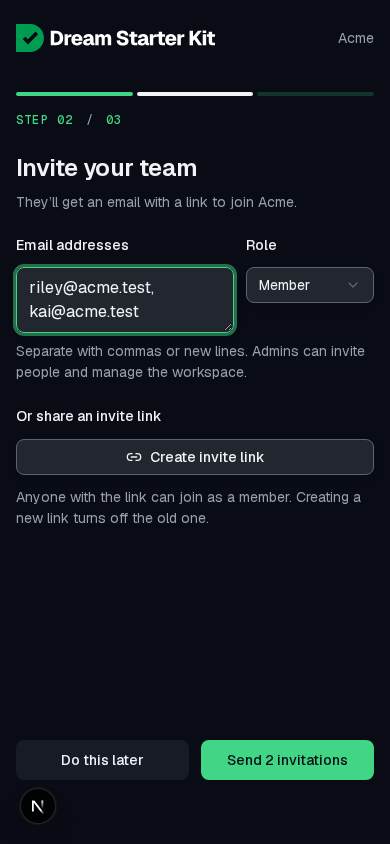 Dream Starter Kit
Acme
STEP 02 / 03
Invite your team
They'll get an email with a link to join Acme.
Email addresses
Role
riley@acme.test,
kai@acme.test
Member
Separate with commas or new lines. Admins can invite
people and manage the workspace.
Or share an invite link
Create invite link
Anyone with the link can join as a member. Creating a
new link turns off the old one.
Do this later
Send 2 invitations
N